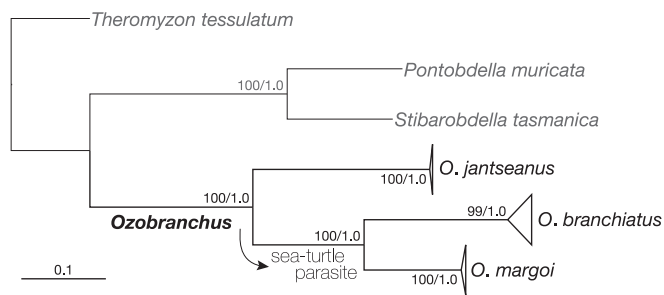 Theromyzon tessulatum
100/1.0
Pontobdella muricata
Stibarobdella tasmanica
100/1.0
100/1.0
O. jantseanus
Ozobranchus
99/1.0
O. branchiatus
100/1.0
sea-turtle
parasite
100/1.0
O. margoi
0.1